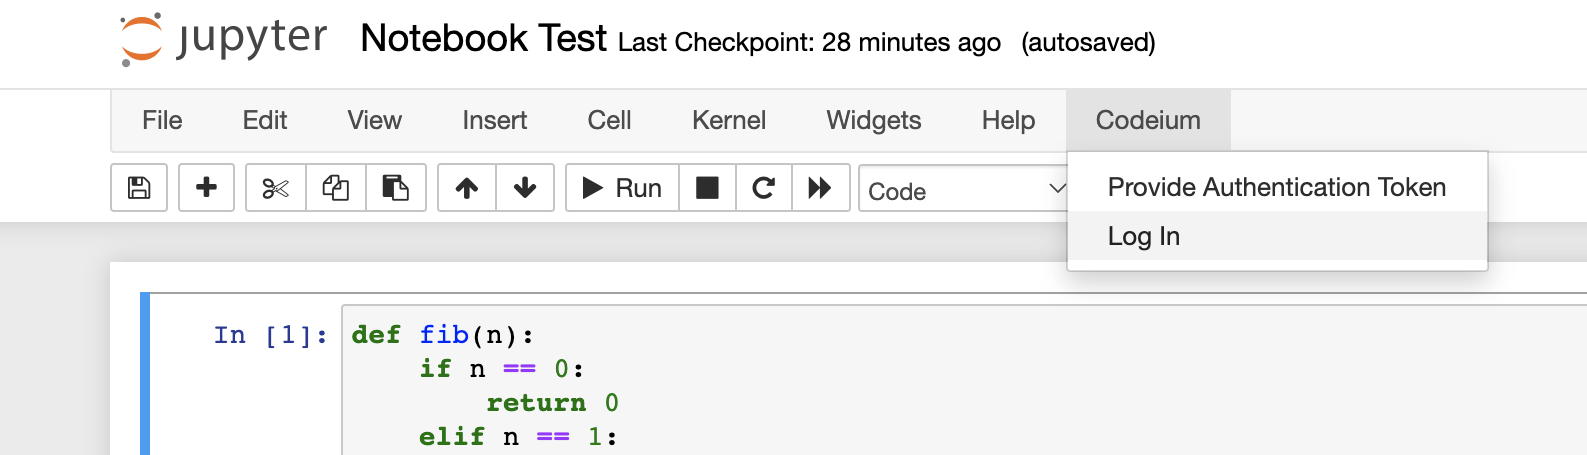 jupyter Notebook Test Last Checkpoint: 28 minutes ago (autosaved)
File Edit View Insert Cell Kernel Widgets Help Codeium
Run Code
Provide Authentication Token
Log In
In [1]: def fib(n):
    if n == 0:
        return 0
    elif n == 1: